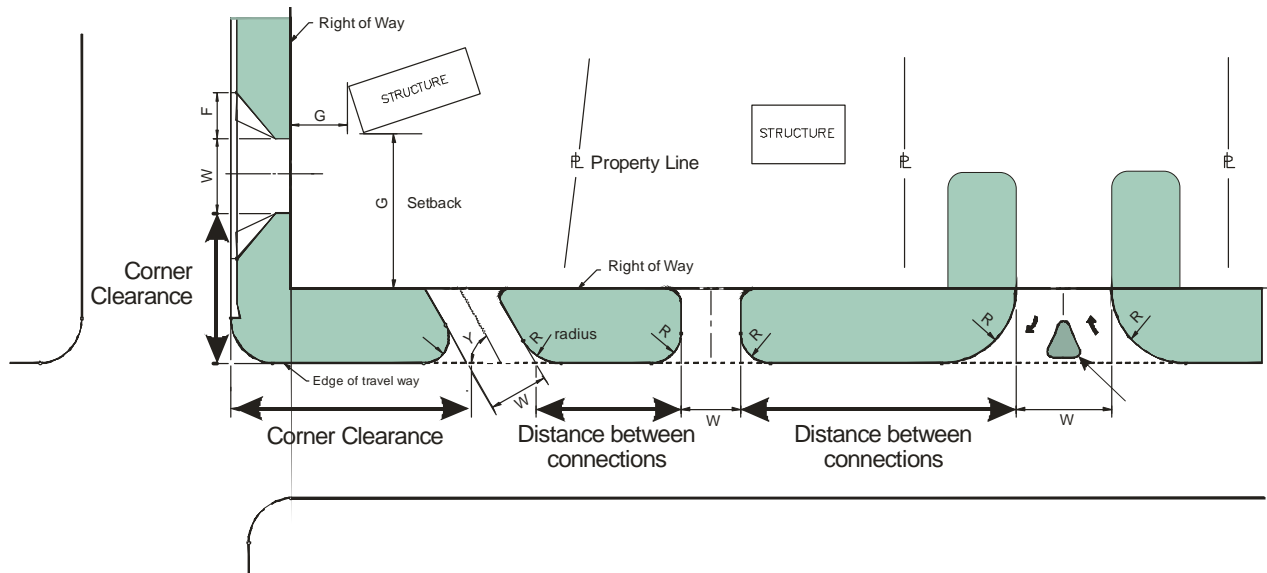 Right of Way
STRUCTURE
F
G
STRUCTURE
W
℄ Property Line
℄
℄
G
Setback
Corner
Clearance
Right of Way
Y
R
radius
R
R
R
R
Edge of travel way
W
W
W
Corner Clearance
Distance between
connections
Distance between
connections